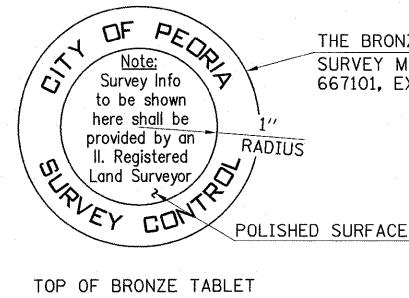 CITY OF PEORIA
Note:
Survey Info
to be shown
here shall be
provided by an
Il. Registered
Land Surveyor
SURVEY CONTROL
1"
RADIUS
THE BRONZ
SURVEY M
667101, EX
POLISHED SURFACE
TOP OF BRONZE TABLET